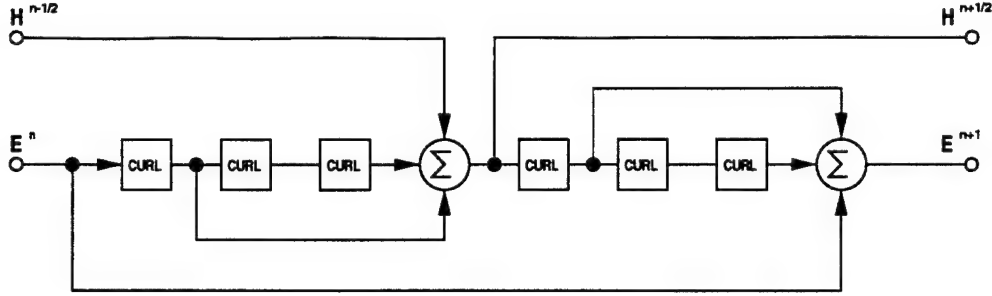 H n-1/2
H n+1/2
E n
CURL CURL CURL Σ CURL CURL CURL Σ
E n+1